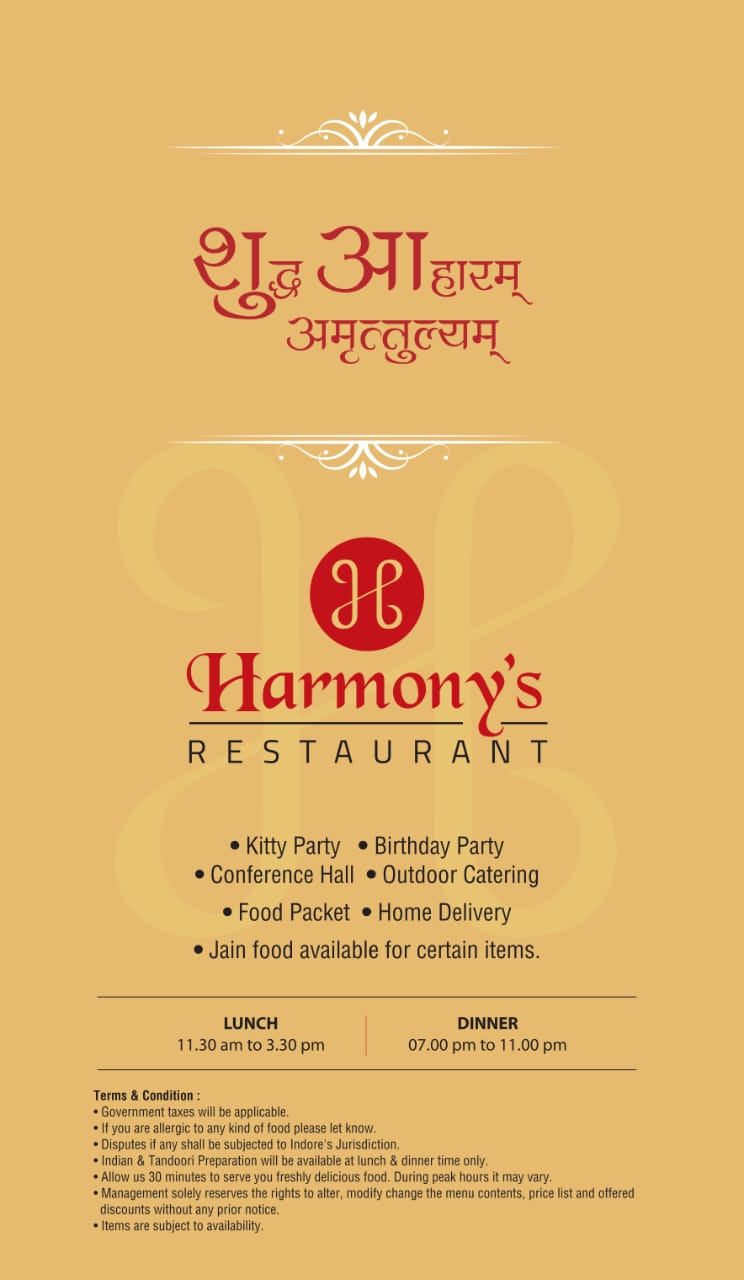 शुद्ध आहारम्
अमृत्तुल्यम्
H
Harmony's
RESTAURANT
• Kitty Party • Birthday Party
• Conference Hall • Outdoor Catering
• Food Packet • Home Delivery
• Jain food available for certain items.
LUNCH
11.30 am to 3.30 pm
DINNER
07.00 pm to 11.00 pm
Terms & Condition :
• Government taxes will be applicable.
• If you are allergic to any kind of food please let know.
• Disputes if any shall be subjected to Indore's Jurisdiction.
• Indian & Tandoori Preparation will be available at lunch & dinner time only.
• Allow us 30 minutes to serve you freshly delicious food. During peak hours it may vary.
• Management solely reserves the rights to alter, modify change the menu contents, price list and offered
discounts without any prior notice.
• Items are subject to availability.